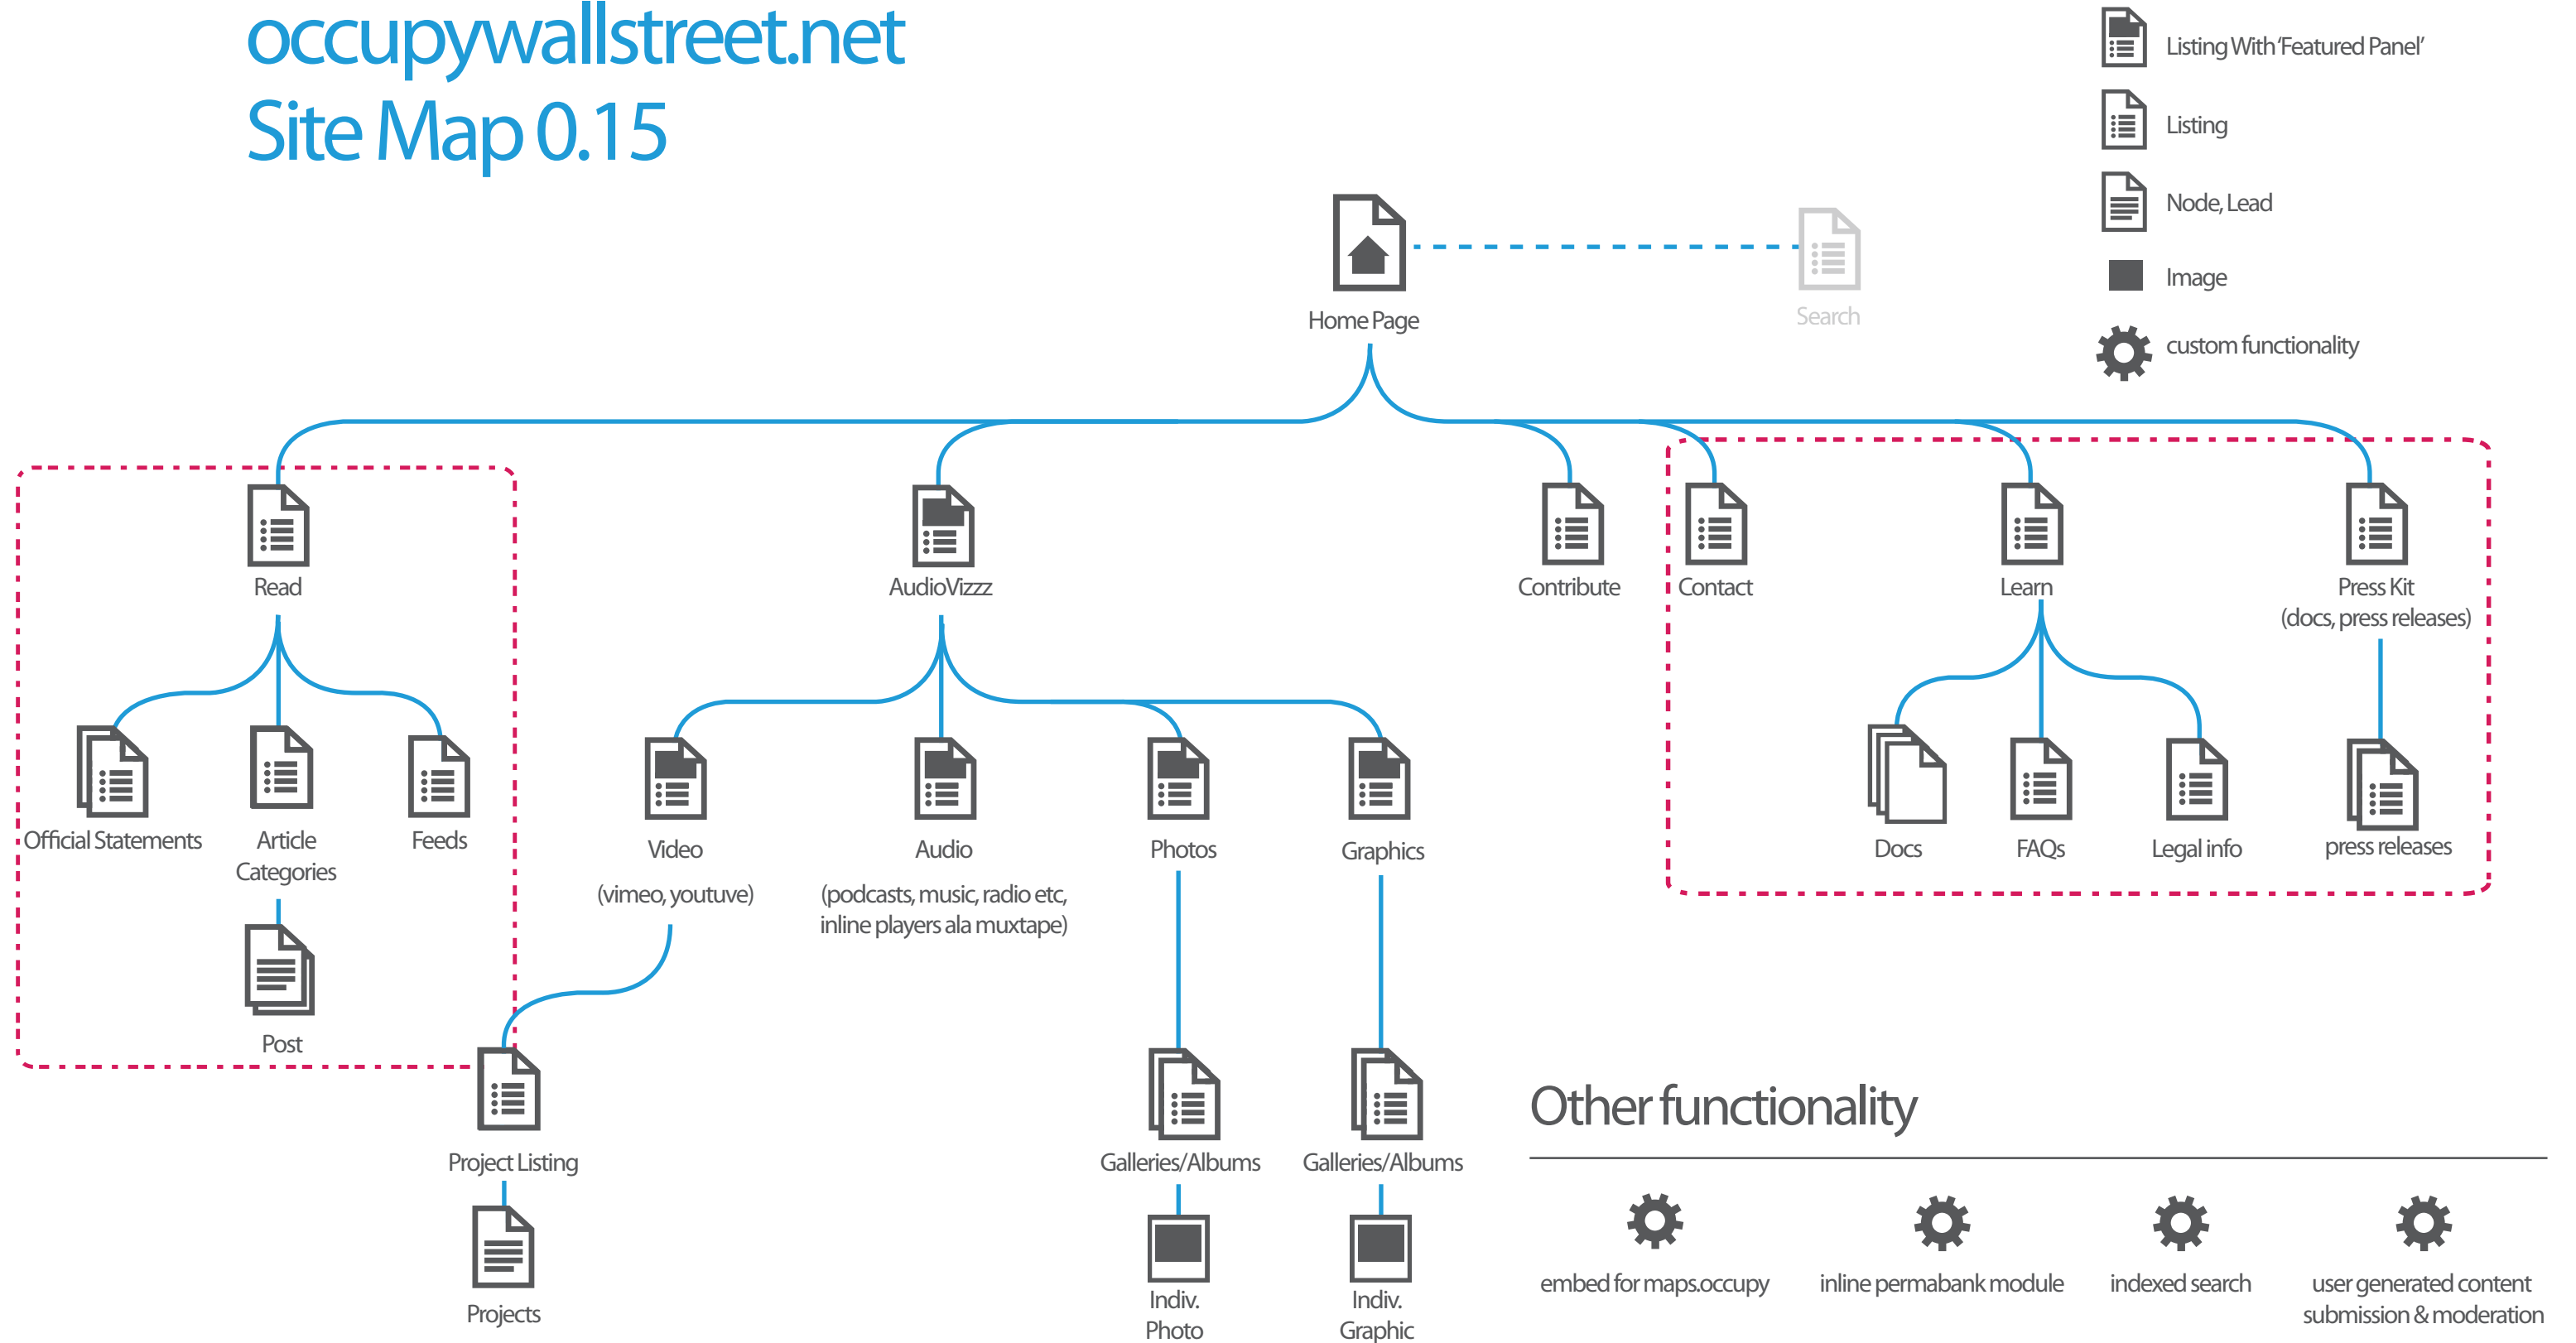 occupywallstreet.net
Site Map 0.15
Listing With 'Featured Panel'
Listing
Node, Lead
Image
custom functionality
Home Page
Search
Read
AudioVizzz
Contribute
Contact
Learn
Press Kit
(docs, press releases)
Official Statements
Article
Categories
Feeds
Video
(vimeo, youtuve)
Audio
(podcasts, music, radio etc,
inline players ala muxtape)
Photos
Graphics
Docs
FAQs
Legal info
press releases
Post
Project Listing
Galleries/Albums
Galleries/Albums
Projects
Indiv.
Photo
Indiv.
Graphic
Other functionality
embed for maps.occupy
inline permabank module
indexed search
user generated content
submission & moderation